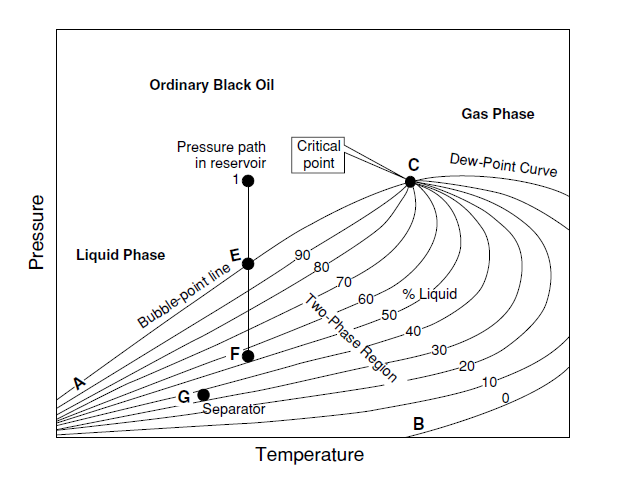 Ordinary Black Oil
Gas Phase
Pressure path
in reservoir
1
Critical
point
C
Dew-Point Curve
Pressure
Liquid Phase
E
Bubble-point line
90
80
70
60
50
40
30
20
10
0
% Liquid
Two-Phase Region
F
A
G
Separator
B
Temperature